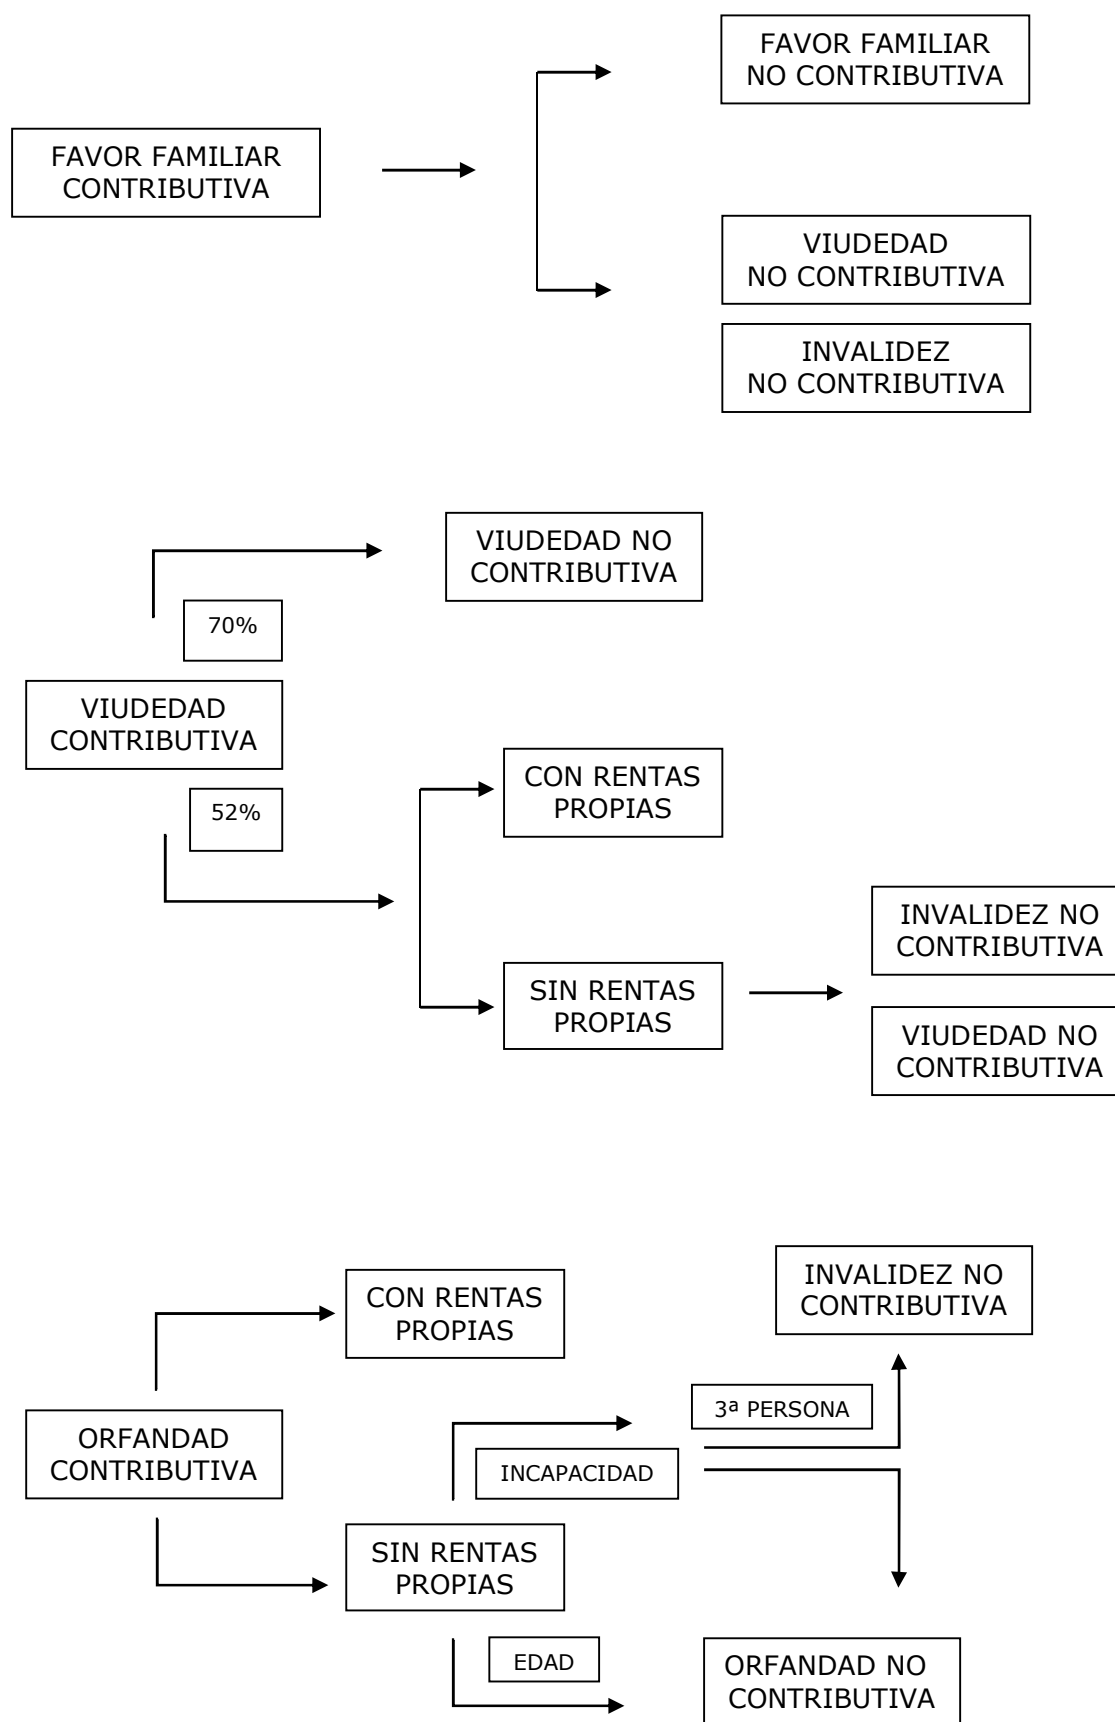 FAVOR FAMILIAR
NO CONTRIBUTIVA
FAVOR FAMILIAR
CONTRIBUTIVA
VIUDEDAD
NO CONTRIBUTIVA
INVALIDEZ
NO CONTRIBUTIVA
VIUDEDAD NO
CONTRIBUTIVA
70%
VIUDEDAD
CONTRIBUTIVA
52%
CON RENTAS
PROPIAS
SIN RENTAS
PROPIAS
INVALIDEZ NO
CONTRIBUTIVA
VIUDEDAD NO
CONTRIBUTIVA
CON RENTAS
PROPIAS
INVALIDEZ NO
CONTRIBUTIVA
3ª PERSONA
ORFANDAD
CONTRIBUTIVA
INCAPACIDAD
SIN RENTAS
PROPIAS
EDAD
ORFANDAD NO
CONTRIBUTIVA